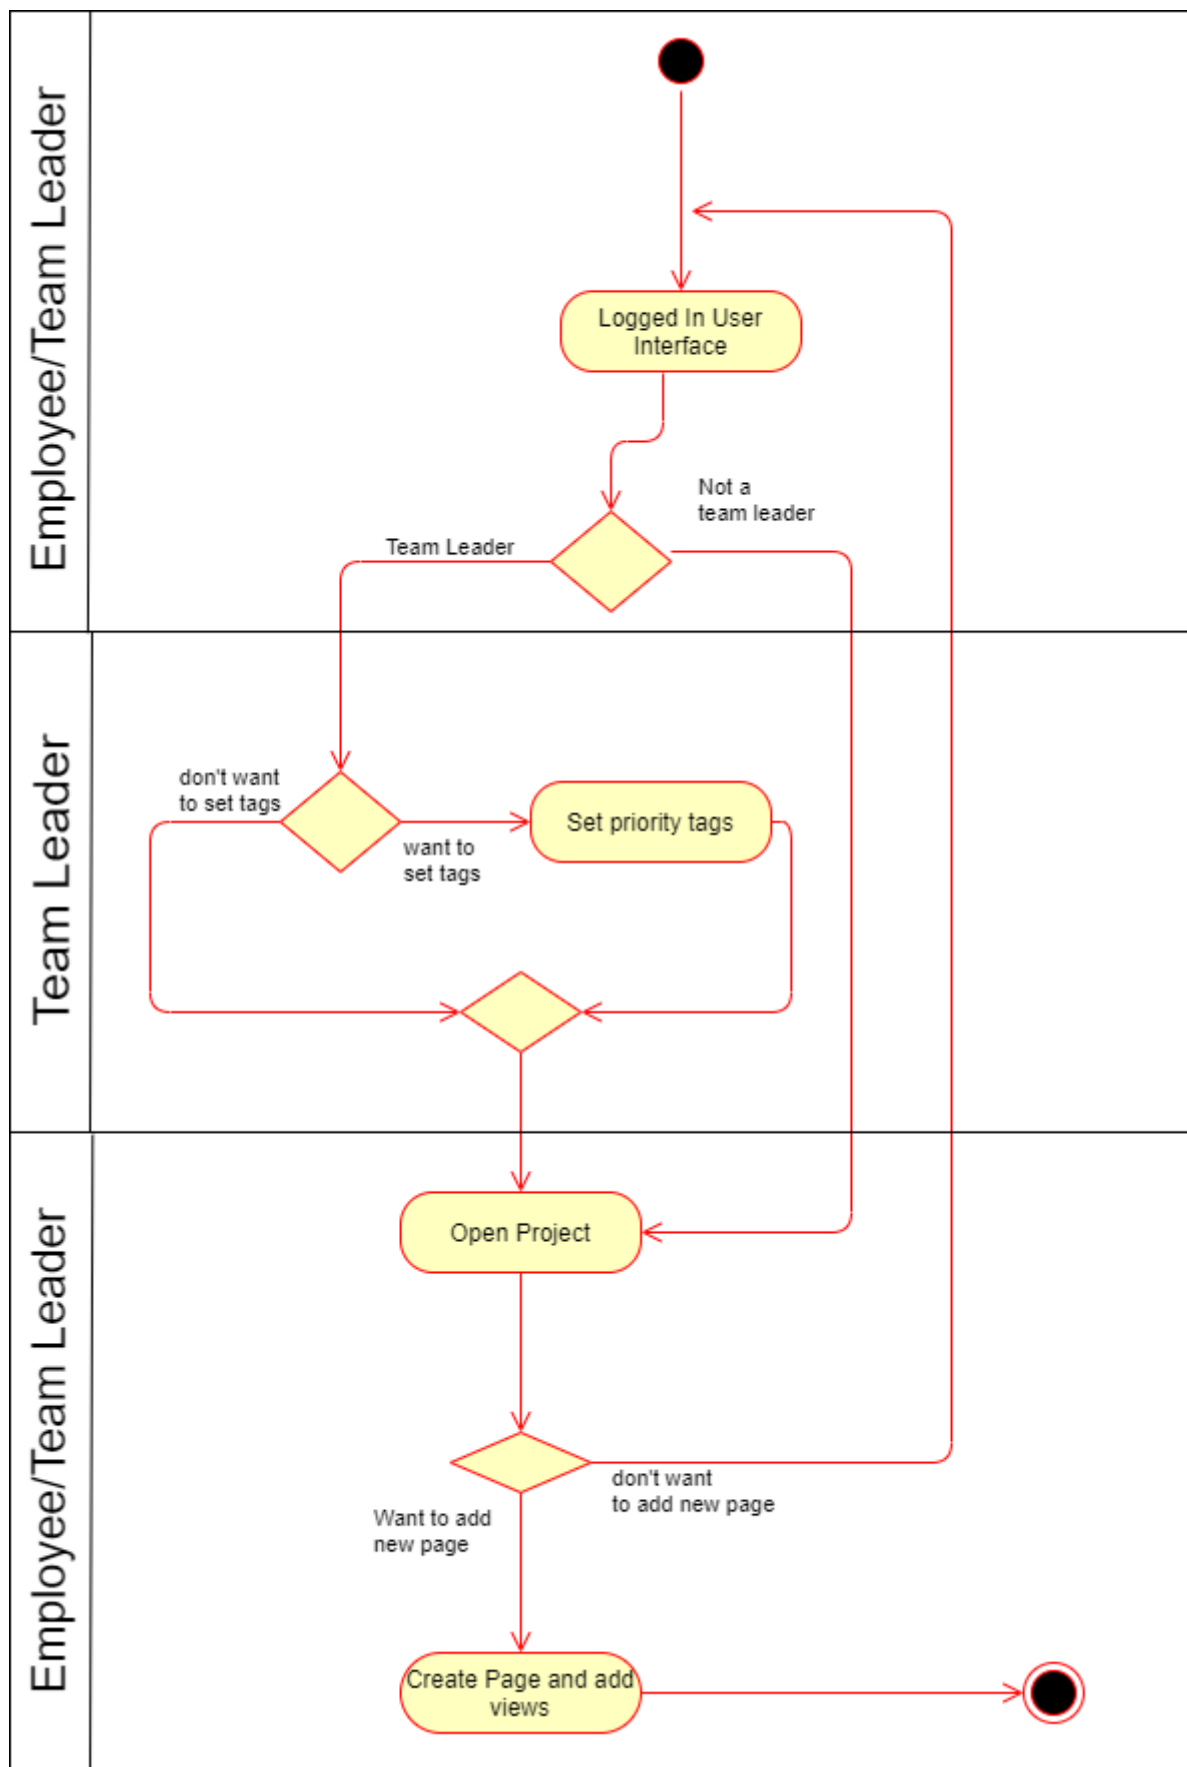 Employee/Team Leader
Logged In User
Interface
Not a
team leader
Team Leader
Team Leader
don't want
to set tags
Set priority tags
want to
set tags
Employee/Team Leader
Open Project
don't want
to add new page
Want to add
new page
Create Page and add
views